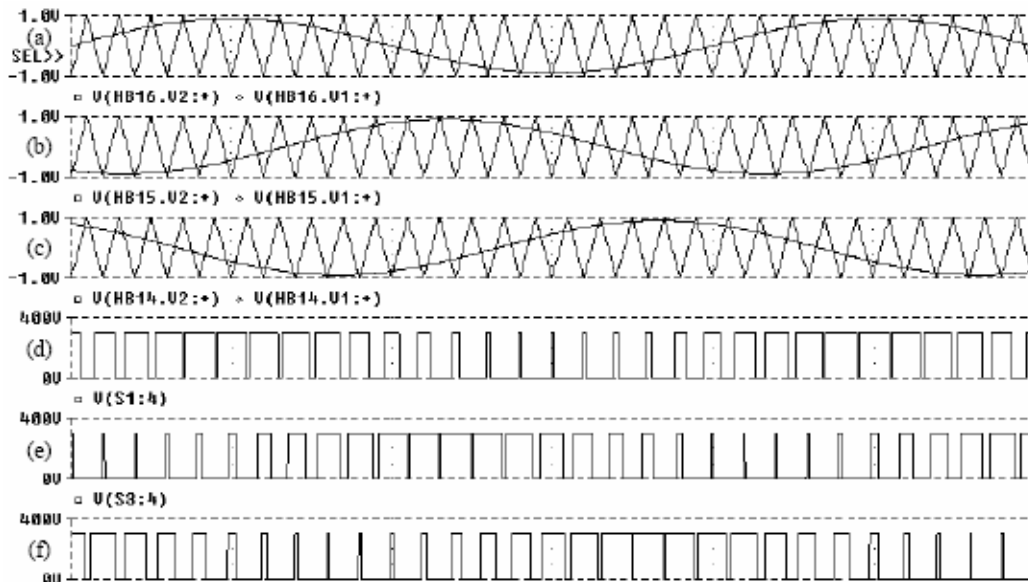 1.0V
(a)
SEL>>
-1.0V
V(HB16.V2:+) V(HB16.V1:+)
1.0V
(b)
-1.0V
V(HB15.V2:+) V(HB15.V1:+)
1.0V
(c)
-1.0V
V(HB14.V2:+) V(HB14.V1:+)
400V
(d)
0V
V(S1:4)
400V
(e)
0V
V(S3:4)
400V
(f)
0V